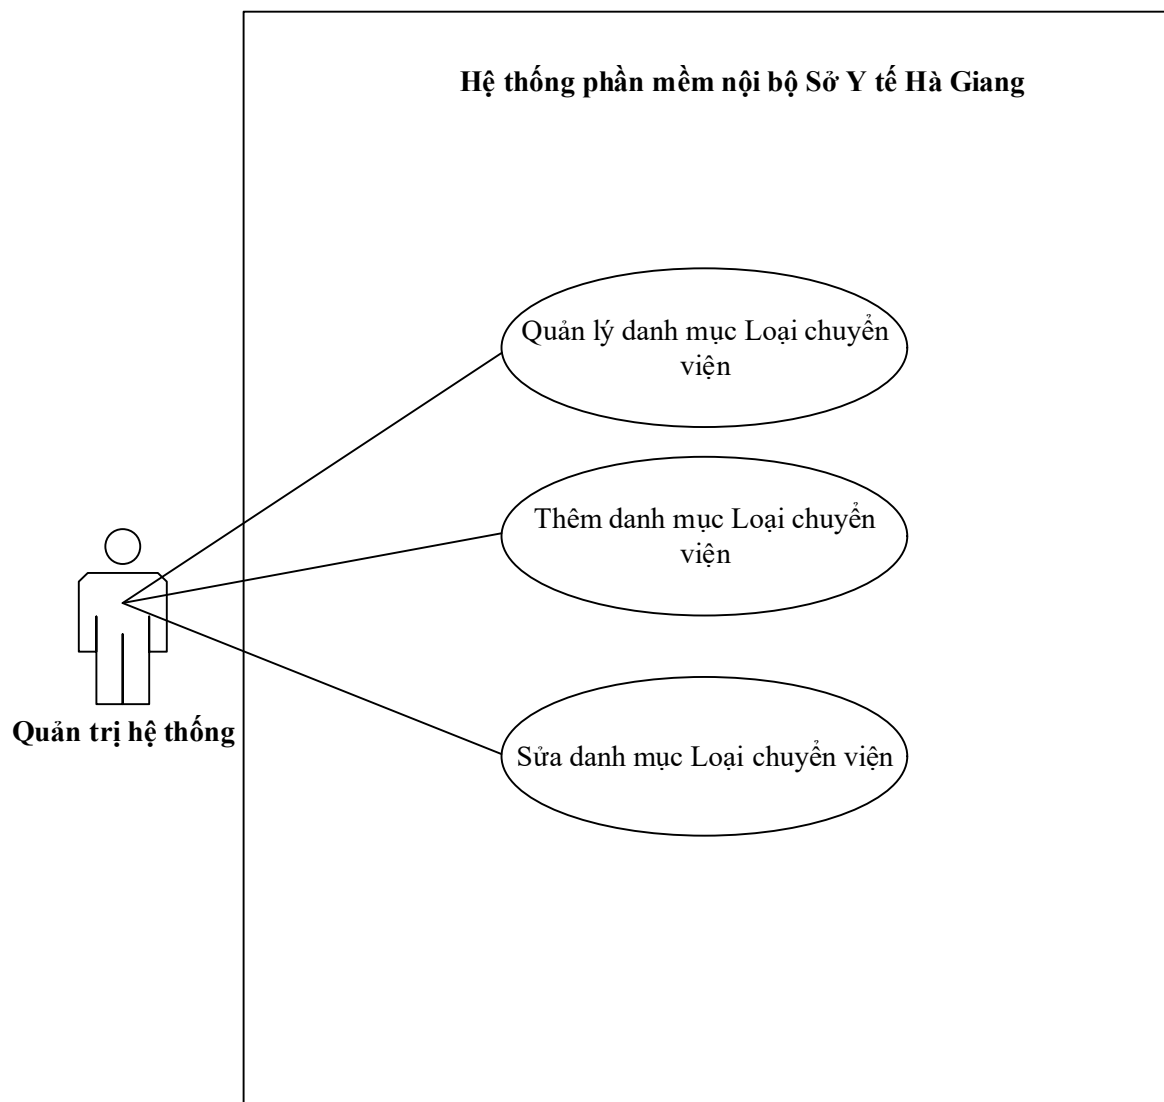 Hệ thống phần mềm nội bộ Sở Y tế Hà Giang
Quản lý danh mục Loại chuyển
viện
Thêm danh mục Loại chuyển
viện
Quản trị hệ thống
Sửa danh mục Loại chuyển viện